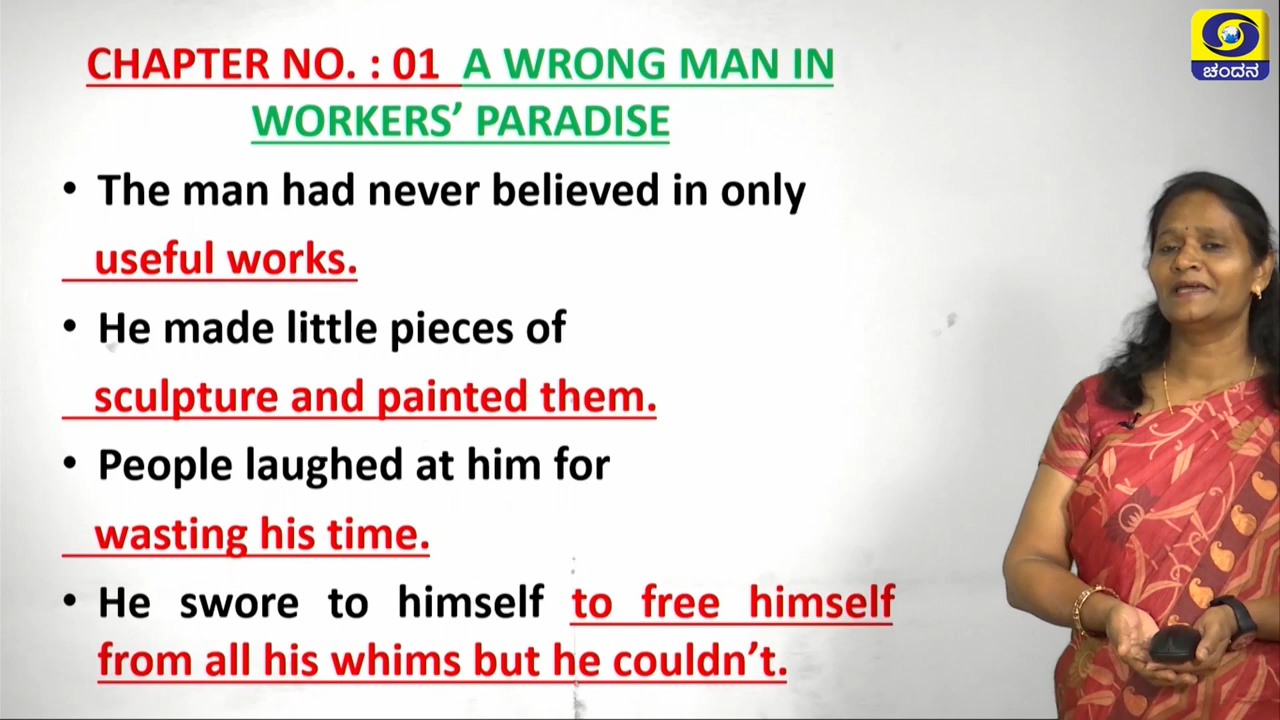 CHAPTER NO. : 01 A WRONG MAN IN
WORKERS’ PARADISE
• The man had never believed in only
useful works.
• He made little pieces of
sculpture and painted them.
• People laughed at him for
wasting his time.
• He swore to himself to free himself
from all his whims but he couldn’t.
ಚಂದನ